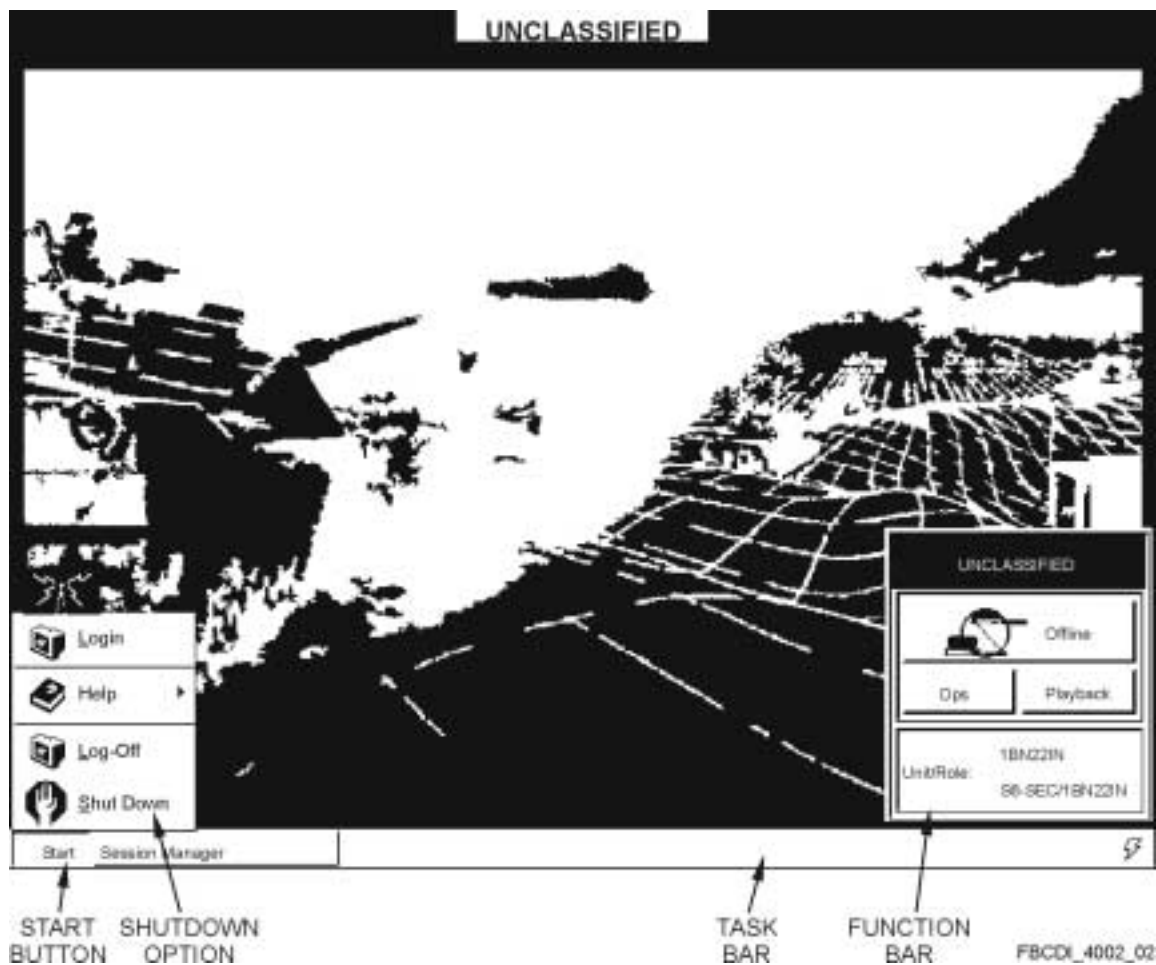 UNCLASSIFIED
UNCLASSIFIED
Offline
Ops Playback
Unit/Role:
1BN22IN
S6-SEC/1BN22IN
Login
Help
Log-Off
Shut Down
Start Session Manager
START BUTTON
SHUTDOWN OPTION
TASK BAR
FUNCTION BAR
FBCDI_4002_02